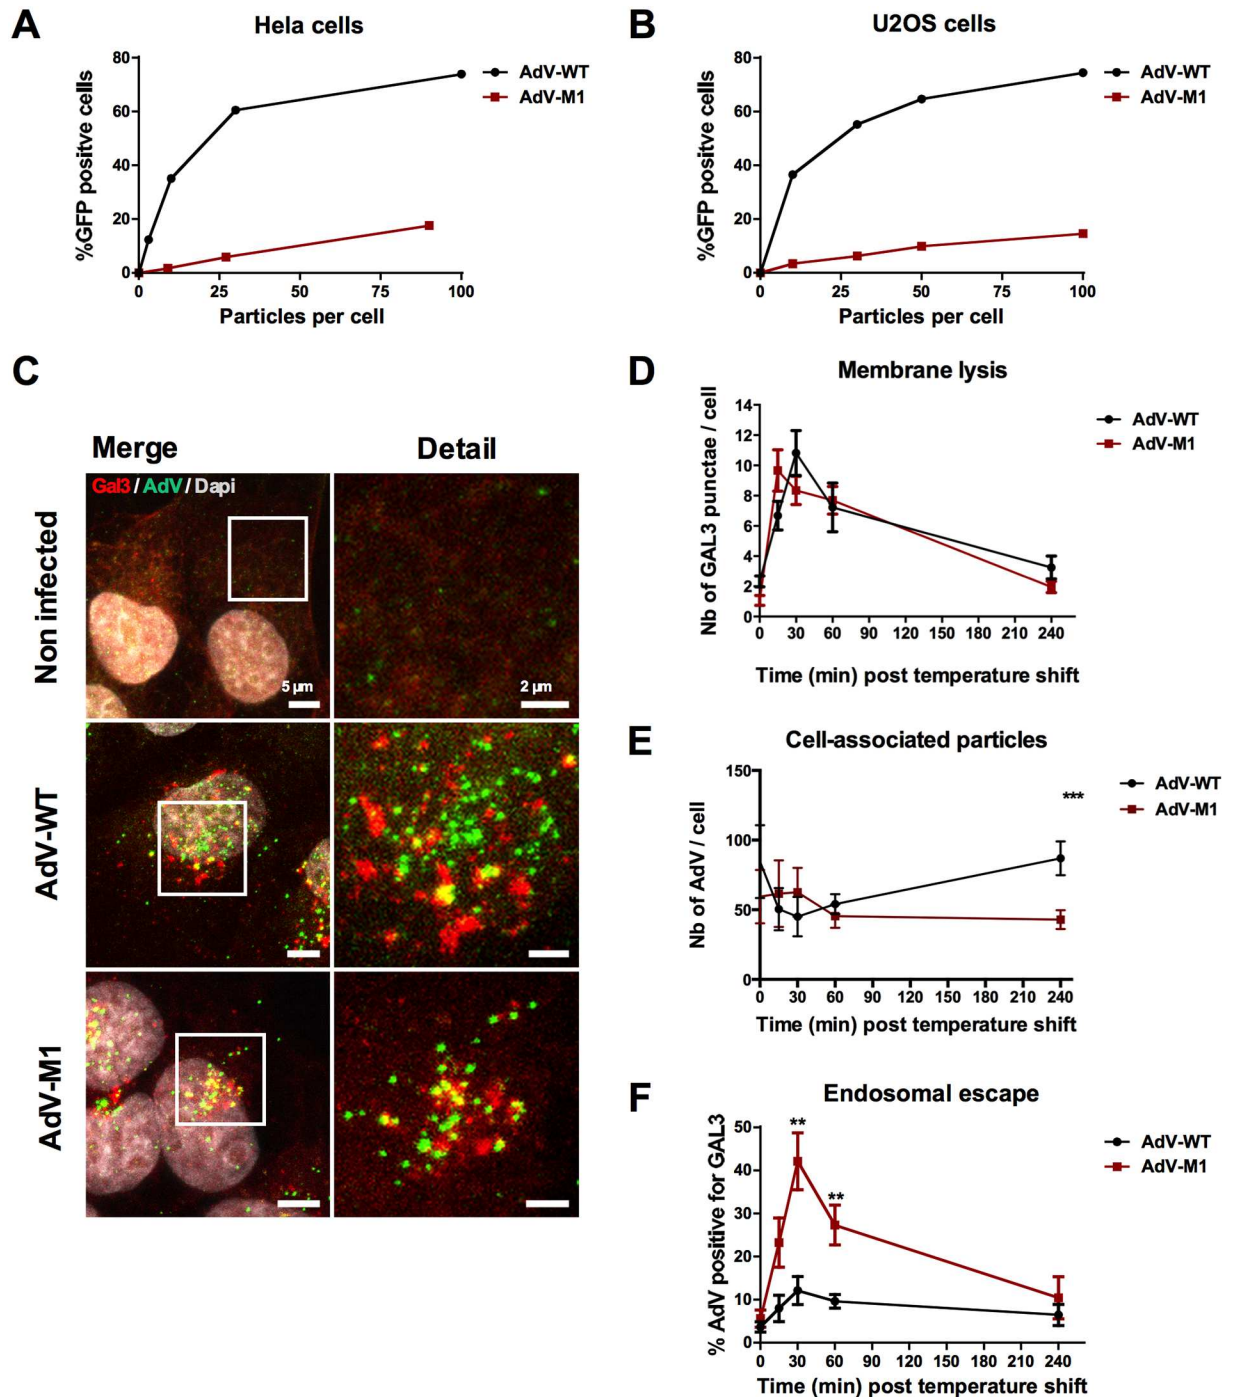 A
Hela cells
%GFP positve cells
80
60
40
20
0
0 25 50 75 100
Particles per cell
AdV-WT
AdV-M1
B
U2OS cells
%GFP positve cells
80
60
40
20
0
0 25 50 75 100
Particles per cell
AdV-WT
AdV-M1
C
Merge
Detail
Gal3 / AdV / Dapi
Non infected
5 µm
2 µm
AdV-WT
AdV-M1
D
Membrane lysis
Nb of GAL3 punctae / cell
14
12
10
8
6
4
2
0
0 30 60 90 120 150 180 210 240
Time (min) post temperature shift
AdV-WT
AdV-M1
E
Cell-associated particles
Nb of AdV / cell
150
100
50
0
0 30 60 90 120 150 180 210 240
Time (min) post temperature shift
***
AdV-WT
AdV-M1
F
Endosomal escape
% AdV positive for GAL3
50
40
30
20
10
0
0 30 60 90 120 150 180 210 240
Time (min) post temperature shift
**
**
AdV-WT
AdV-M1